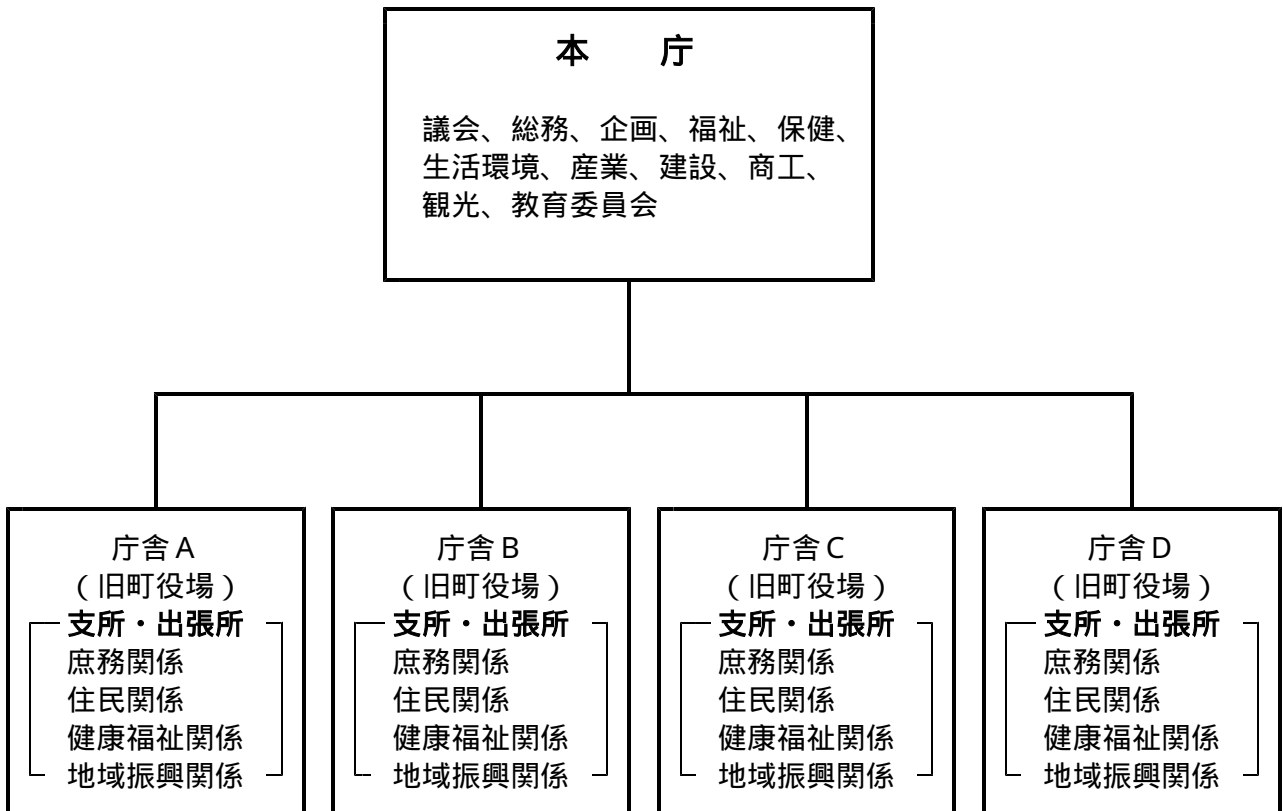 本　　庁
議会、総務、企画、福祉、保健、
生活環境、産業、建設、商工、
観光、教育委員会
庁舎A
（旧町役場）
支所・出張所
庶務関係
住民関係
健康福祉関係
地域振興関係
庁舎B
（旧町役場）
支所・出張所
庶務関係
住民関係
健康福祉関係
地域振興関係
庁舎C
（旧町役場）
支所・出張所
庶務関係
住民関係
健康福祉関係
地域振興関係
庁舎D
（旧町役場）
支所・出張所
庶務関係
住民関係
健康福祉関係
地域振興関係